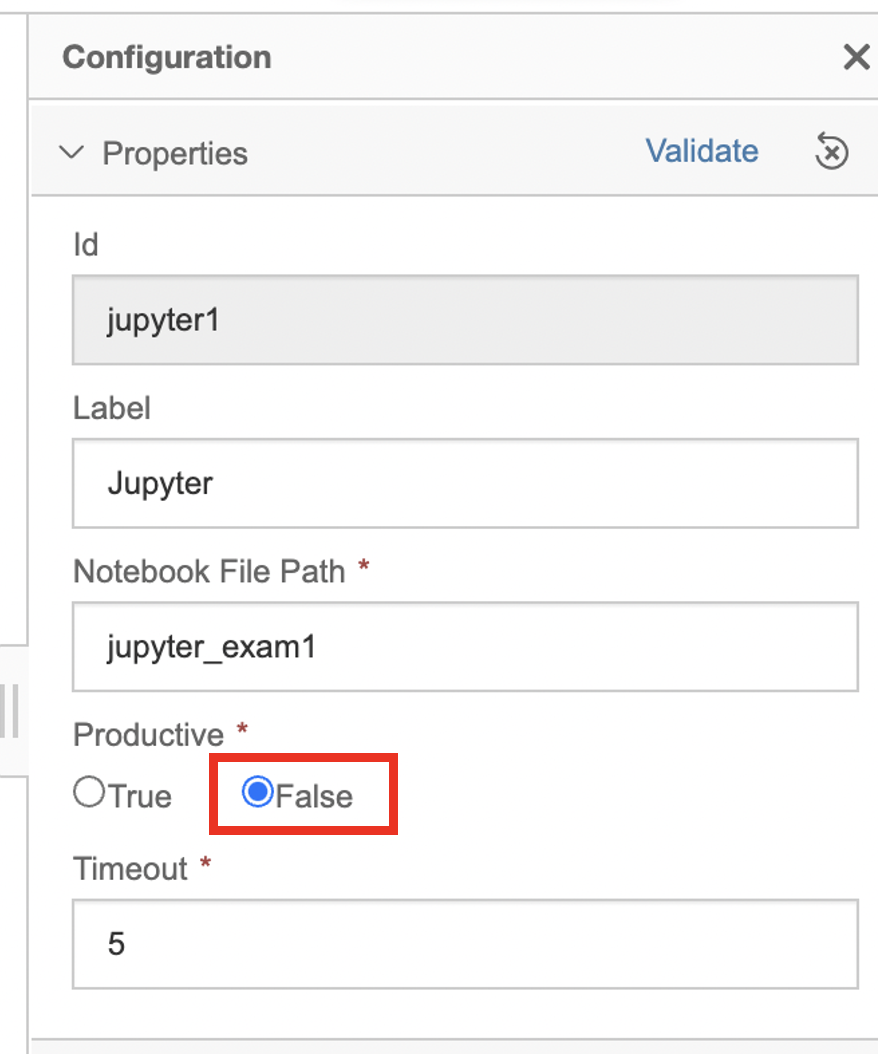 Configuration
Properties Validate
Id
jupyter1
Label
Jupyter
Notebook File Path *
jupyter_exam1
Productive *
True False
Timeout *
5